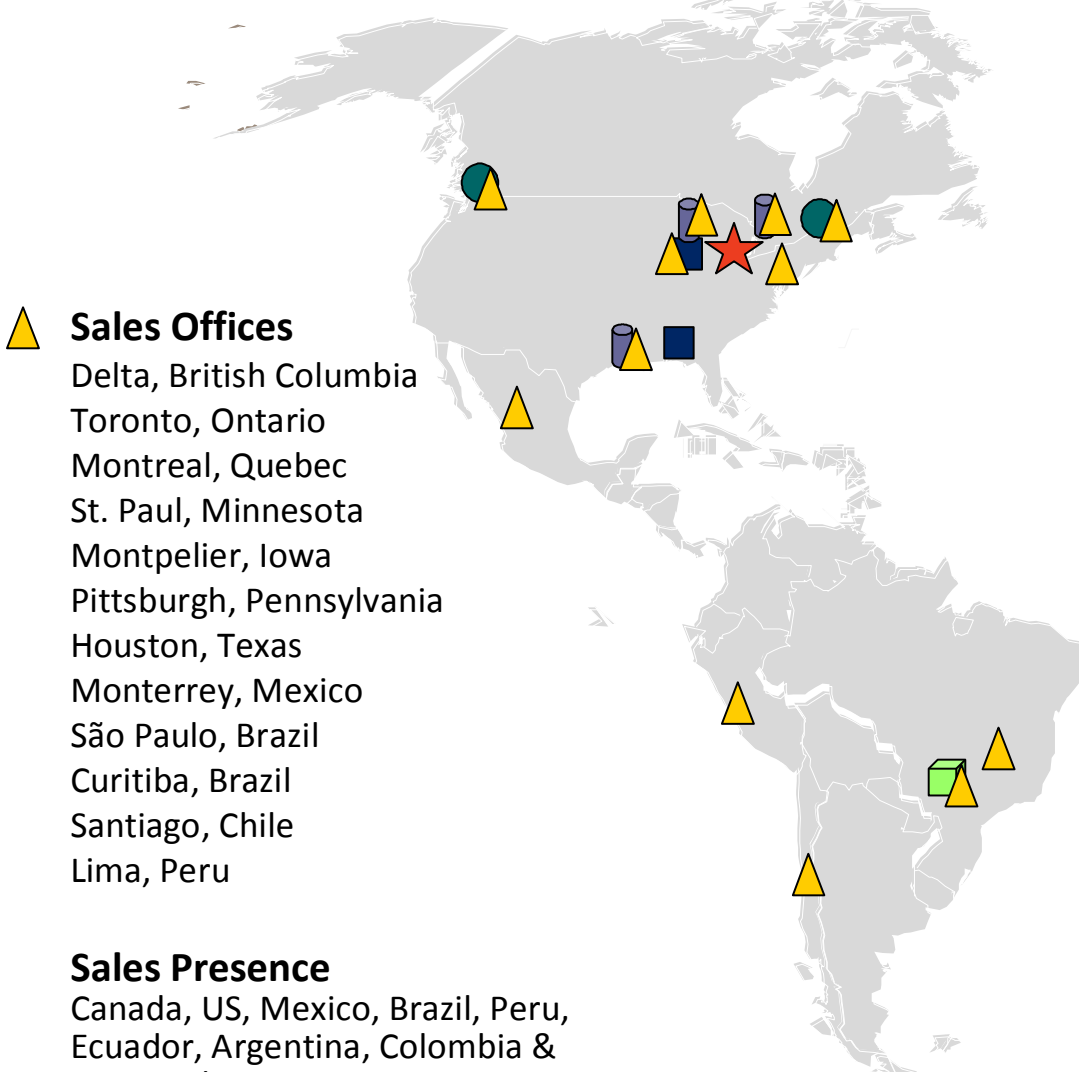 Sales Offices
Delta, British Columbia
Toronto, Ontario
Montreal, Quebec
St. Paul, Minnesota
Montpelier, Iowa
Pittsburgh, Pennsylvania
Houston, Texas
Monterrey, Mexico
São Paulo, Brazil
Curitiba, Brazil
Santiago, Chile
Lima, Peru
Sales Presence
Canada, US, Mexico, Brazil, Peru,
Ecuador, Argentina, Colombia &